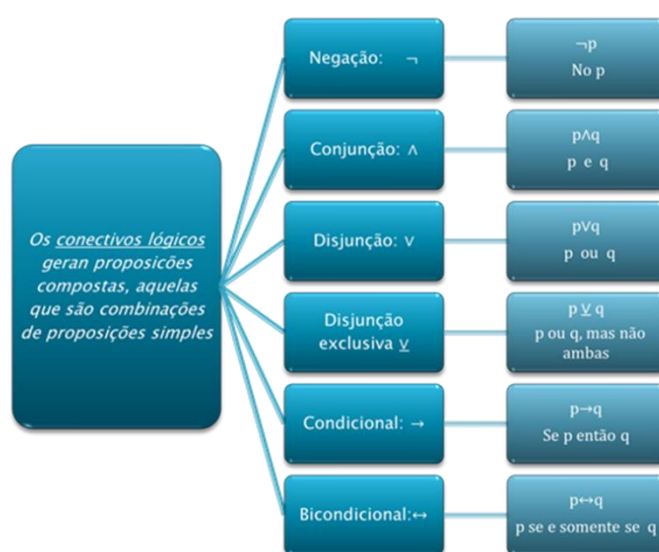 Os conectivos lógicos
geran proposicões
compostas, aquelas
que são combinações
de proposições simples
Negação: ¬
¬p
No p
Conjunção: ∧
p∧q
p e q
Disjunção: ∨
p∨q
p ou q
Disjunção
exclusiva ⊻
p ⊻ q
p ou q, mas não
ambas
Condicional: →
p→q
Se p então q
Bicondicional:↔
p↔q
p se e somente se q